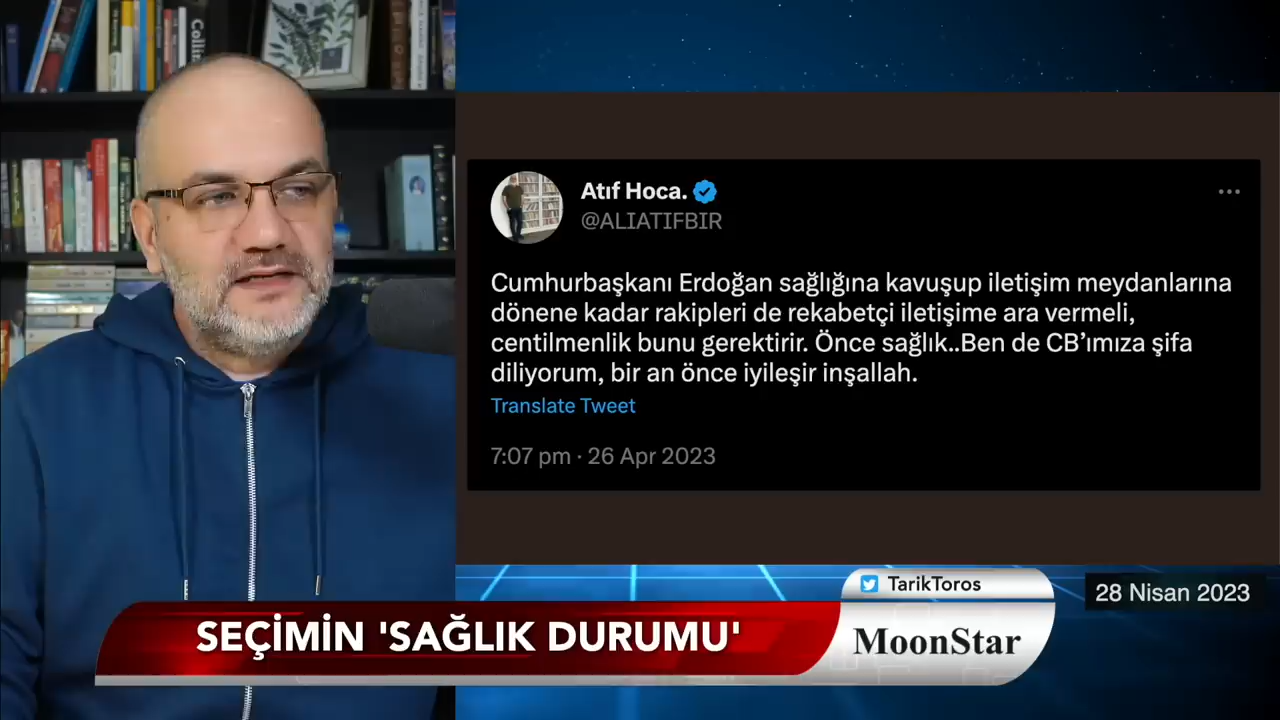 Collin
Atıf Hoca.
@ALIATIFBIR
Cumhurbaşkanı Erdoğan sağlığına kavuşup iletişim meydanlarına
dönene kadar rakipleri de rekabetçi iletişime ara vermeli,
centilmenlik bunu gerektirir. Önce sağlık..Ben de CB'ımıza şifa
diliyorum, bir an önce iyileşir inşallah.
Translate Tweet
7:07 pm · 26 Apr 2023
TarikToros
28 Nisan 2023
SEÇİMİN 'SAĞLIK DURUMU'
MoonStar